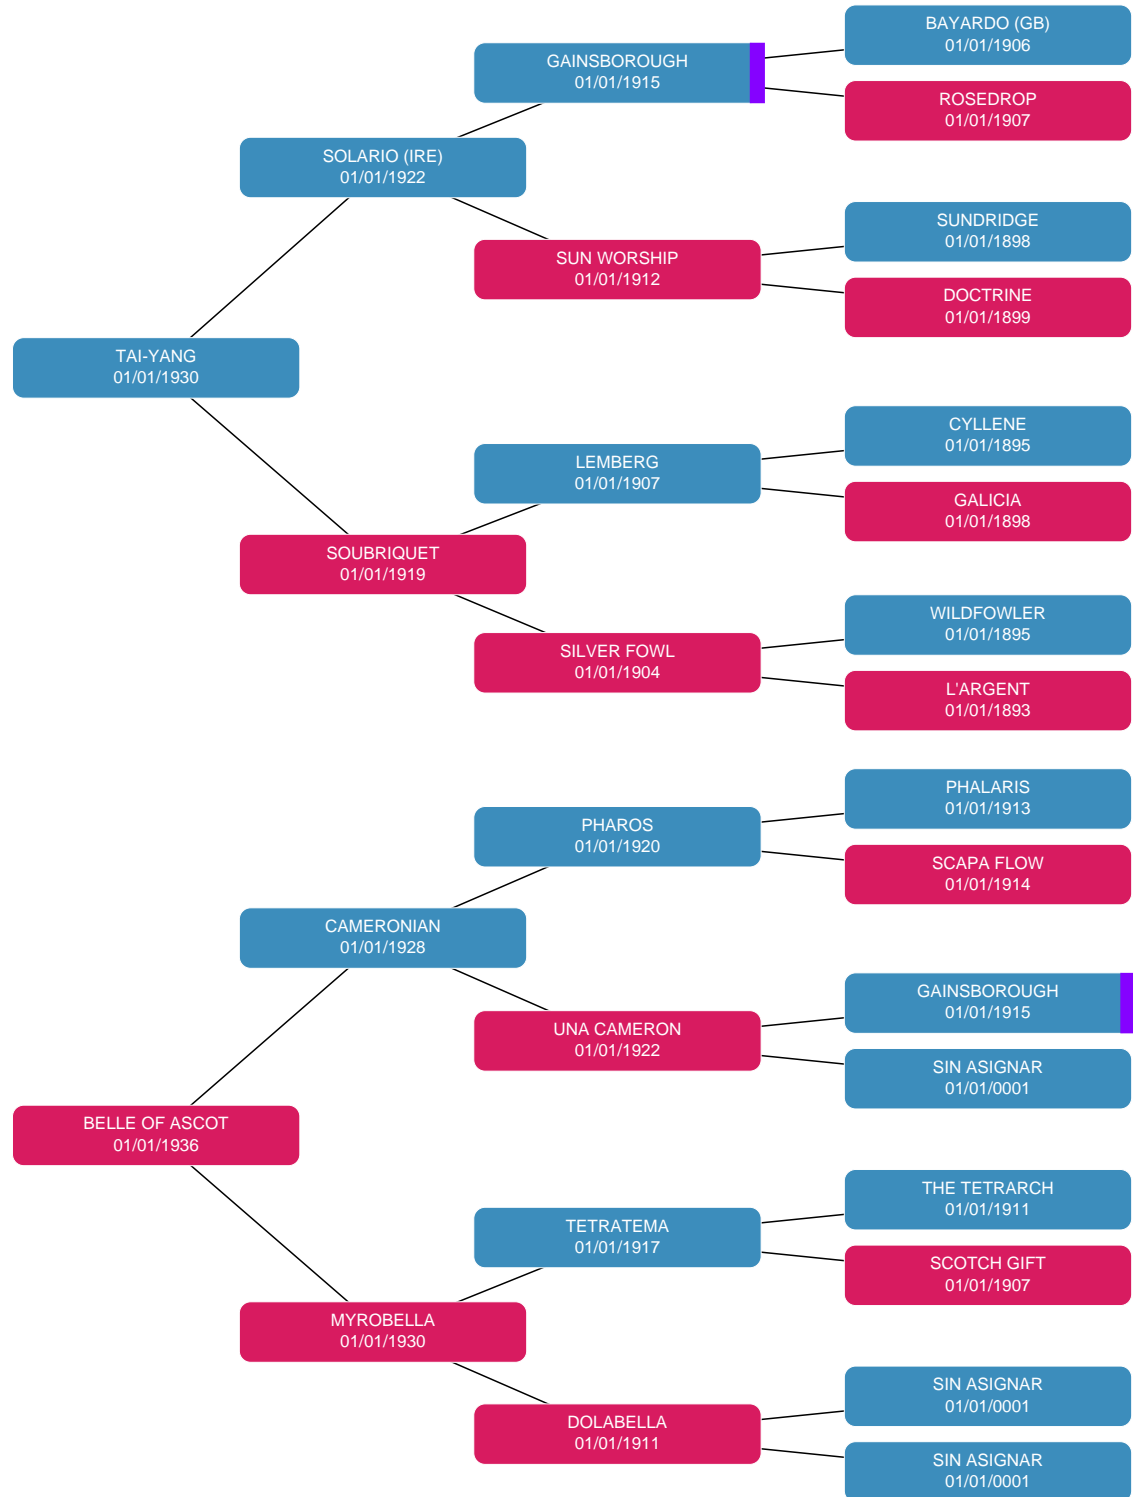 BAYARDO (GB)
01/01/1906
GAINSBOROUGH
01/01/1915
ROSEDROP
01/01/1907
SOLARIO (IRE)
01/01/1922
SUNDRIDGE
01/01/1898
SUN WORSHIP
01/01/1912
DOCTRINE
01/01/1899
TAI-YANG
01/01/1930
CYLLENE
01/01/1895
LEMBERG
01/01/1907
GALICIA
01/01/1898
SOUBRIQUET
01/01/1919
WILDFOWLER
01/01/1895
SILVER FOWL
01/01/1904
L'ARGENT
01/01/1893
PHALARIS
01/01/1913
PHAROS
01/01/1920
SCAPA FLOW
01/01/1914
CAMERONIAN
01/01/1928
GAINSBOROUGH
01/01/1915
UNA CAMERON
01/01/1922
SIN ASIGNAR
01/01/0001
BELLE OF ASCOT
01/01/1936
THE TETRARCH
01/01/1911
TETRATEMA
01/01/1917
SCOTCH GIFT
01/01/1907
MYROBELLA
01/01/1930
SIN ASIGNAR
01/01/0001
DOLABELLA
01/01/1911
SIN ASIGNAR
01/01/0001